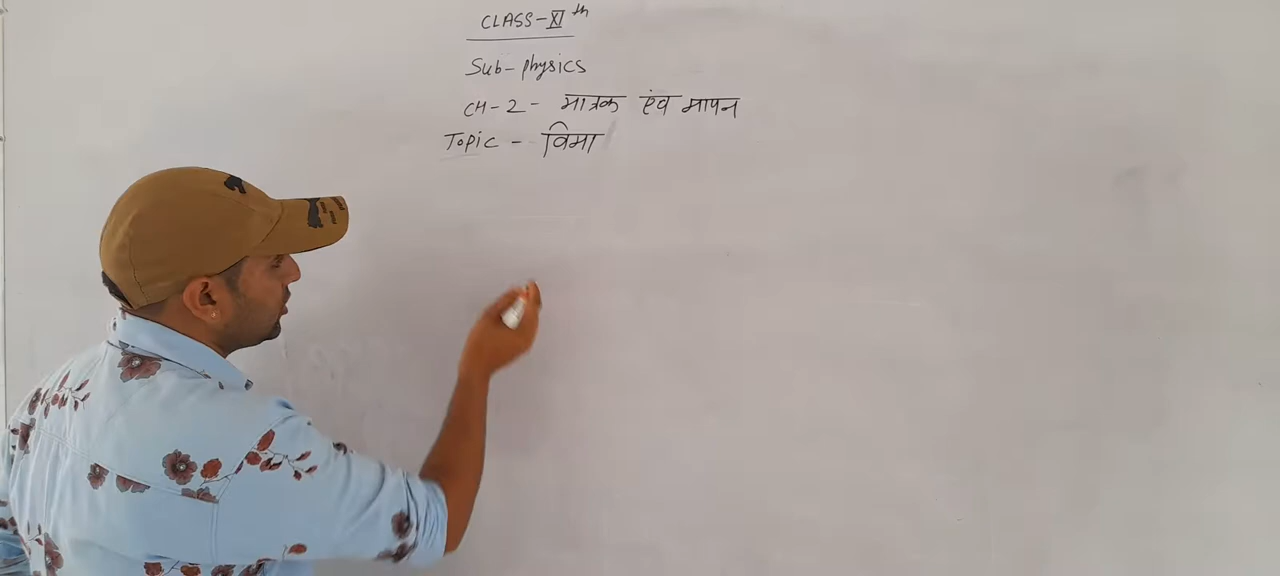 CLASS-XI th
Sub-physics
CH-2- मात्रक एंव मापन
Topic - विमा